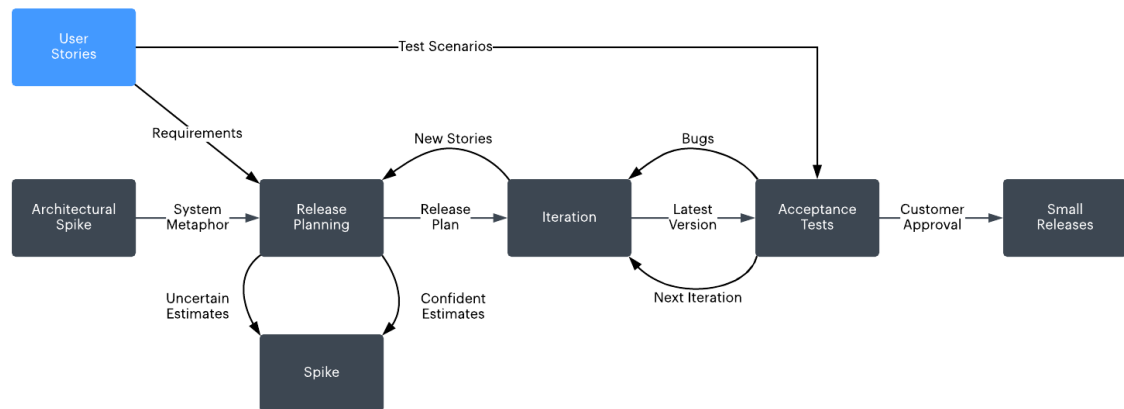 User
Stories
Test Scenarios
Requirements
New Stories
Bugs
Architectural
Spike
System
Metaphor
Release
Planning
Release
Plan
Iteration
Latest
Version
Acceptance
Tests
Customer
Approval
Small
Releases
Uncertain
Estimates
Confident
Estimates
Next Iteration
Spike